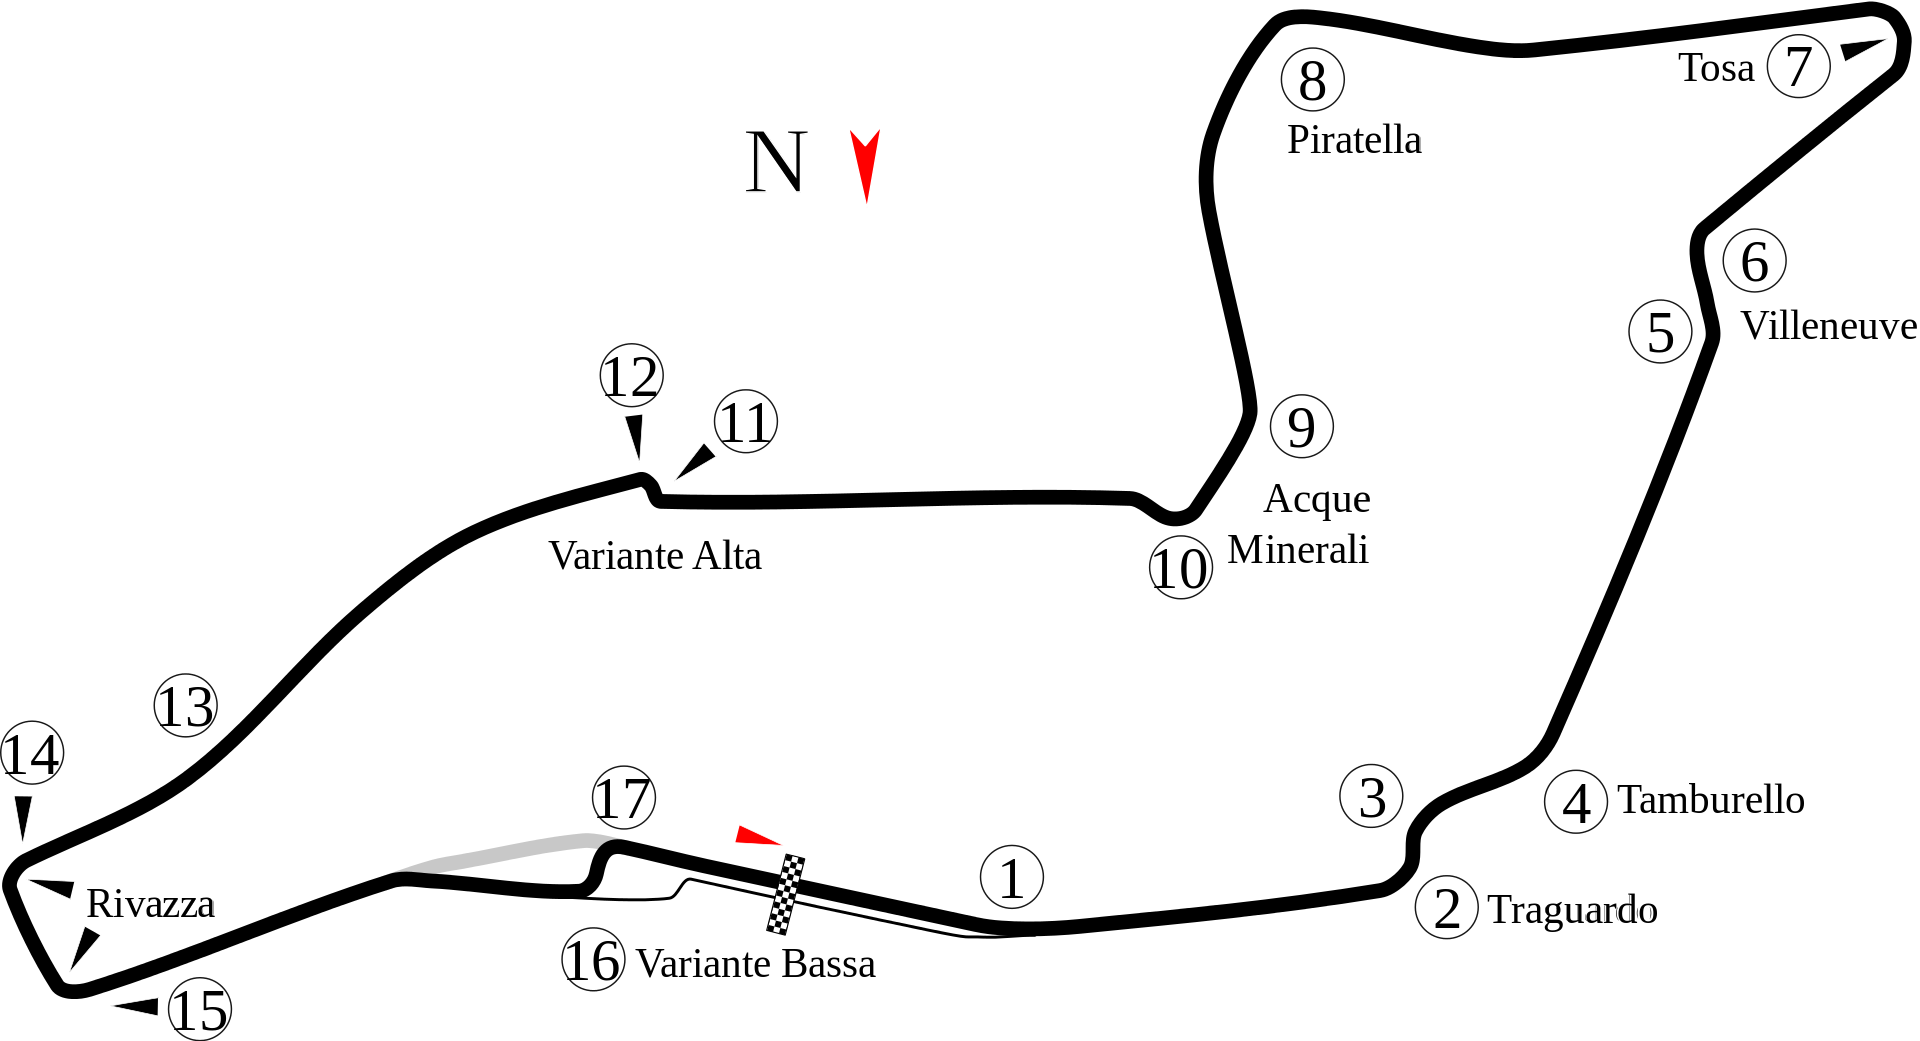 Tosa 7
8
Piratella
N
6
5
Villeneuve
12
11
9
Acque
Minerali
10
Variante Alta
13
14
17
3
4 Tamburello
1
2 Traguardo
Rivazza
16 Variante Bassa
15